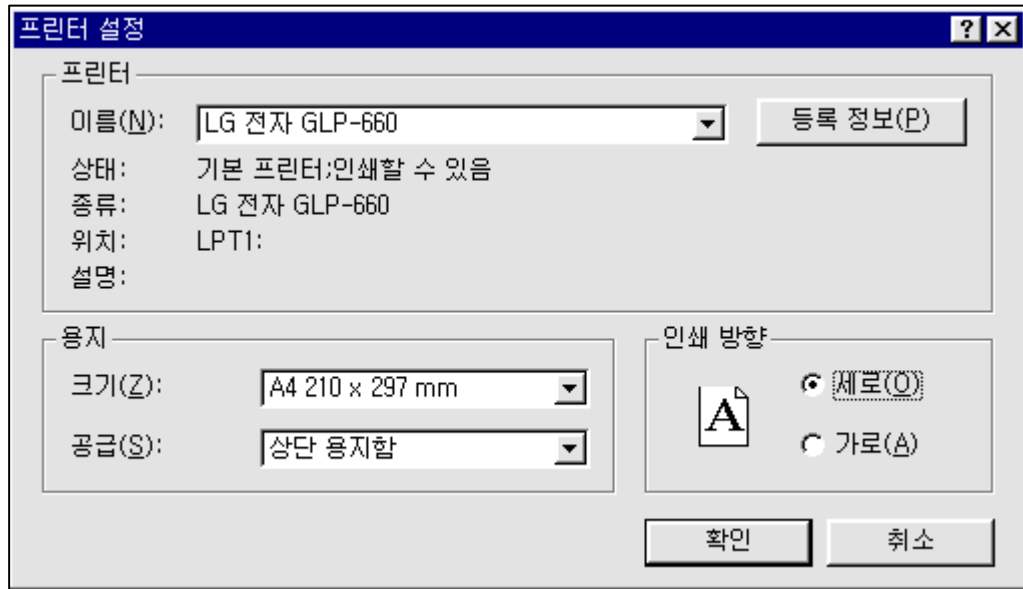 프린터 설정
프린터
이름(N): LG 전자 GLP-660 등록 정보(P)
상태: 기본 프린터;인쇄할 수 있음
종류: LG 전자 GLP-660
위치: LPT1:
설명:
용지
크기(Z): A4 210 x 297 mm
공급(S): 상단 용지함
인쇄 방향
A
세로(O)
가로(A)
확인 취소